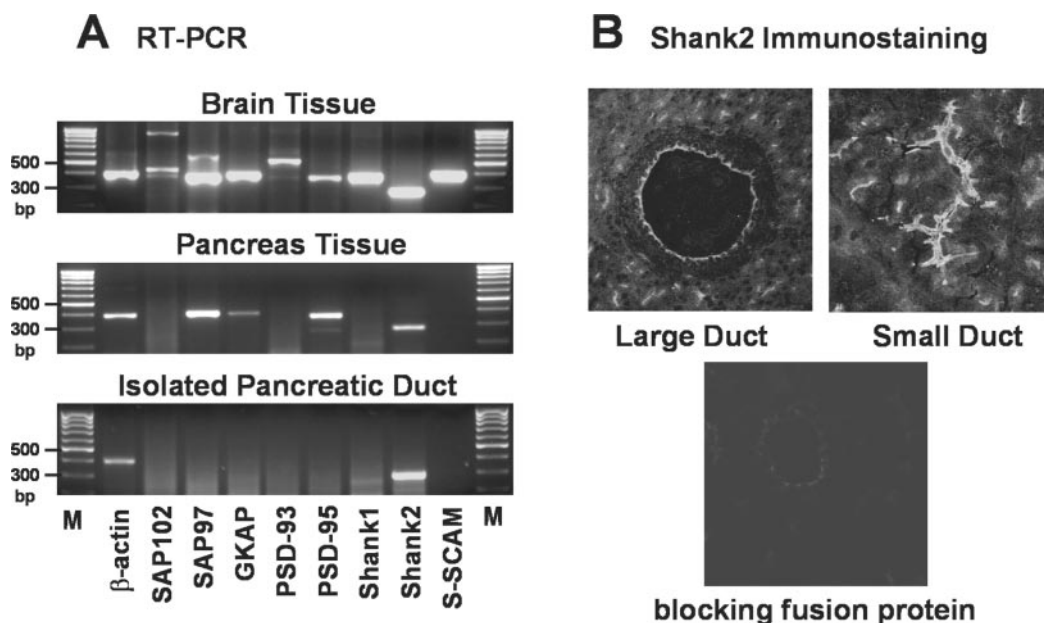 A RT-PCR
Brain Tissue
500
300
bp
Pancreas Tissue
500
300
Isolated Pancreatic Duct
500
300
bp
M
β-actin
SAP102
SAP97
GKAP
PSD-93
PSD-95
Shank1
Shank2
S-SCAM
M
B Shank2 Immunostaining
Large Duct
Small Duct
blocking fusion protein